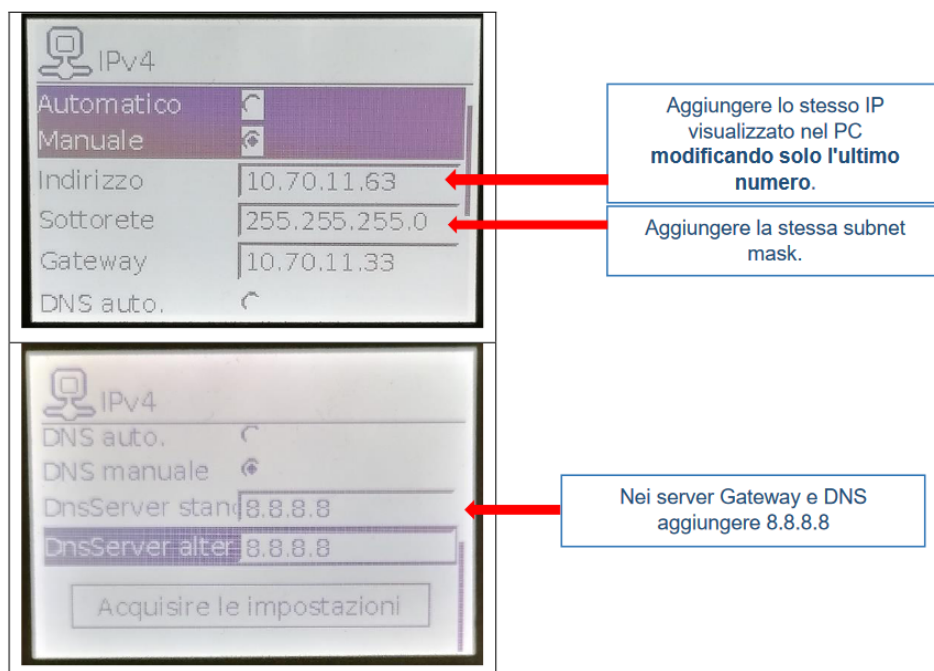 IPv4
Automatico
Manuale
Indirizzo 10.70.11.63
Sottorete 255.255.255.0
Gateway 10.70.11.33
DNS auto.
Aggiungere lo stesso IP
visualizzato nel PC
modificando solo l'ultimo
numero.
Aggiungere la stessa subnet
mask.
IPv4
DNS auto.
DNS manuale
DnsServer stand 8.8.8.8
DnsServer alter 8.8.8.8
Acquisire le impostazioni
Nei server Gateway e DNS
aggiungere 8.8.8.8